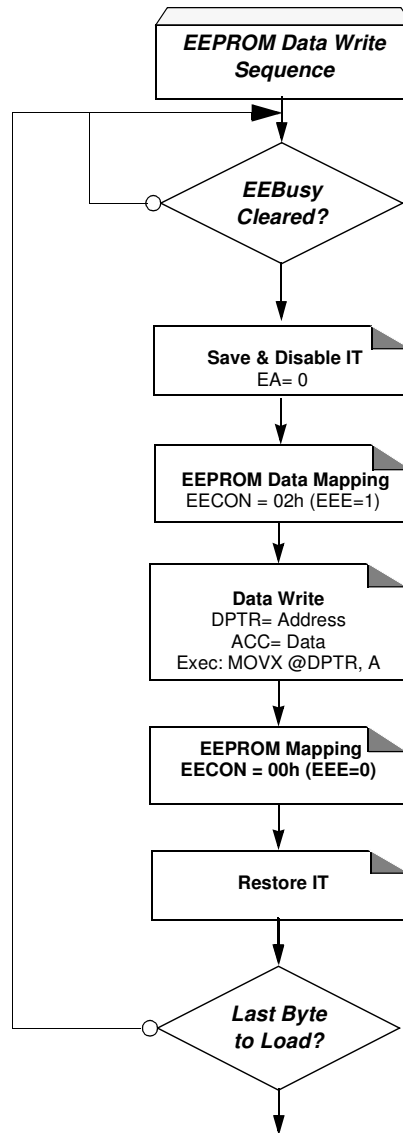 EEPROM Data Write
Sequence
EEBusy
Cleared?
Save & Disable IT
EA= 0
EEPROM Data Mapping
EECON = 02h (EEE=1)
Data Write
DPTR= Address
ACC= Data
Exec: MOVX @DPTR, A
EEPROM Mapping
EECON = 00h (EEE=0)
Restore IT
Last Byte
to Load?